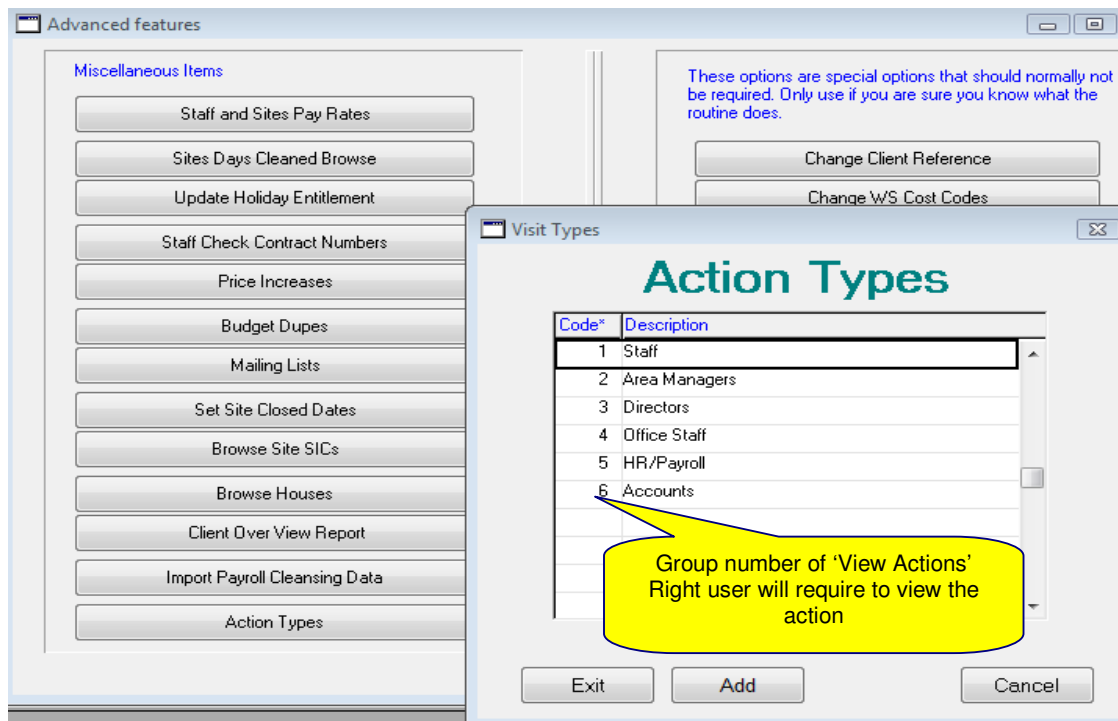 Advanced features
Miscellaneous Items
Staff and Sites Pay Rates
Sites Days Cleaned Browse
Update Holiday Entitlement
Staff Check Contract Numbers
Price Increases
Budget Dupes
Mailing Lists
Set Site Closed Dates
Browse Site SICs
Browse Houses
Client Over View Report
Import Payroll Cleansing Data
Action Types
These options are special options that should normally not
be required. Only use if you are sure you know what the
routine does.
Change Client Reference
Change WS Cost Codes
Visit Types
Action Types
Code* Description
1 Staff
2 Area Managers
3 Directors
4 Office Staff
5 HR/Payroll
6 Accounts
Group number of ‘View Actions’
Right user will require to view the
action
Exit Add Cancel